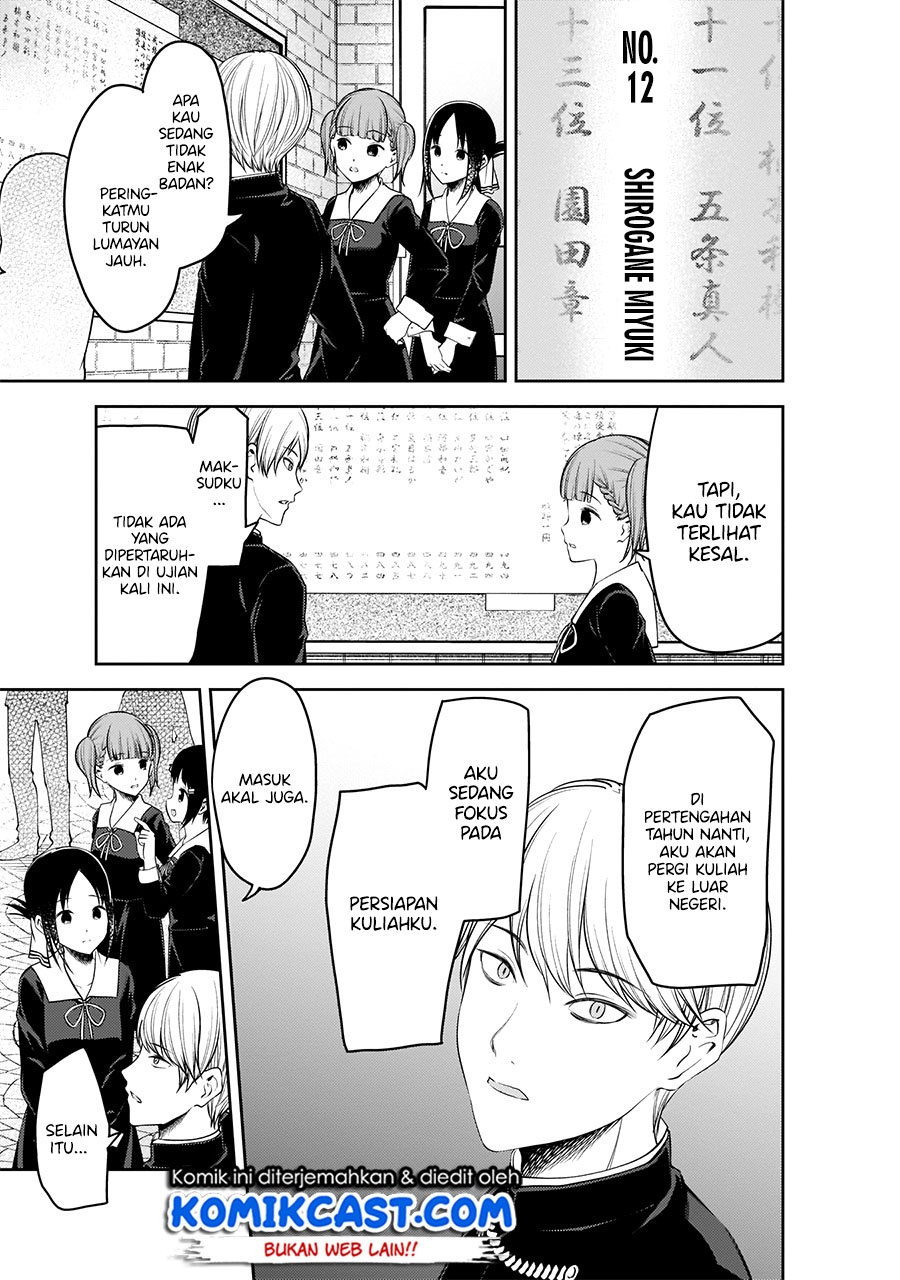 十一位 五条真人
NO.
12
SHIROGANE MIYUKI
十三位 園田章
APA
KAU
SEDANG
TIDAK
ENAK
BADAN?
PERING-
KATMU
TURUN
LUMAYAN
JAUH.
TAPI,
KAU TIDAK
TERLIHAT
KESAL.
MAK-
SUDKU
...
TIDAK ADA
YANG
DIPERTARUH-
KAN DI UJIAN
KALI INI.
DI
PERTENGAHAN
TAHUN NANTI,
AKU AKAN
PERGI KULIAH
KE LUAR
NEGERI.
AKU
SEDANG
FOKUS
PADA
PERSIAPAN
KULIAHKU.
MASUK
AKAL JUGA.
SELAIN
ITU...
Komik ini diterjemahkan & diedit oleh
KOMIKCAST.COM
BUKAN WEB LAIN!!